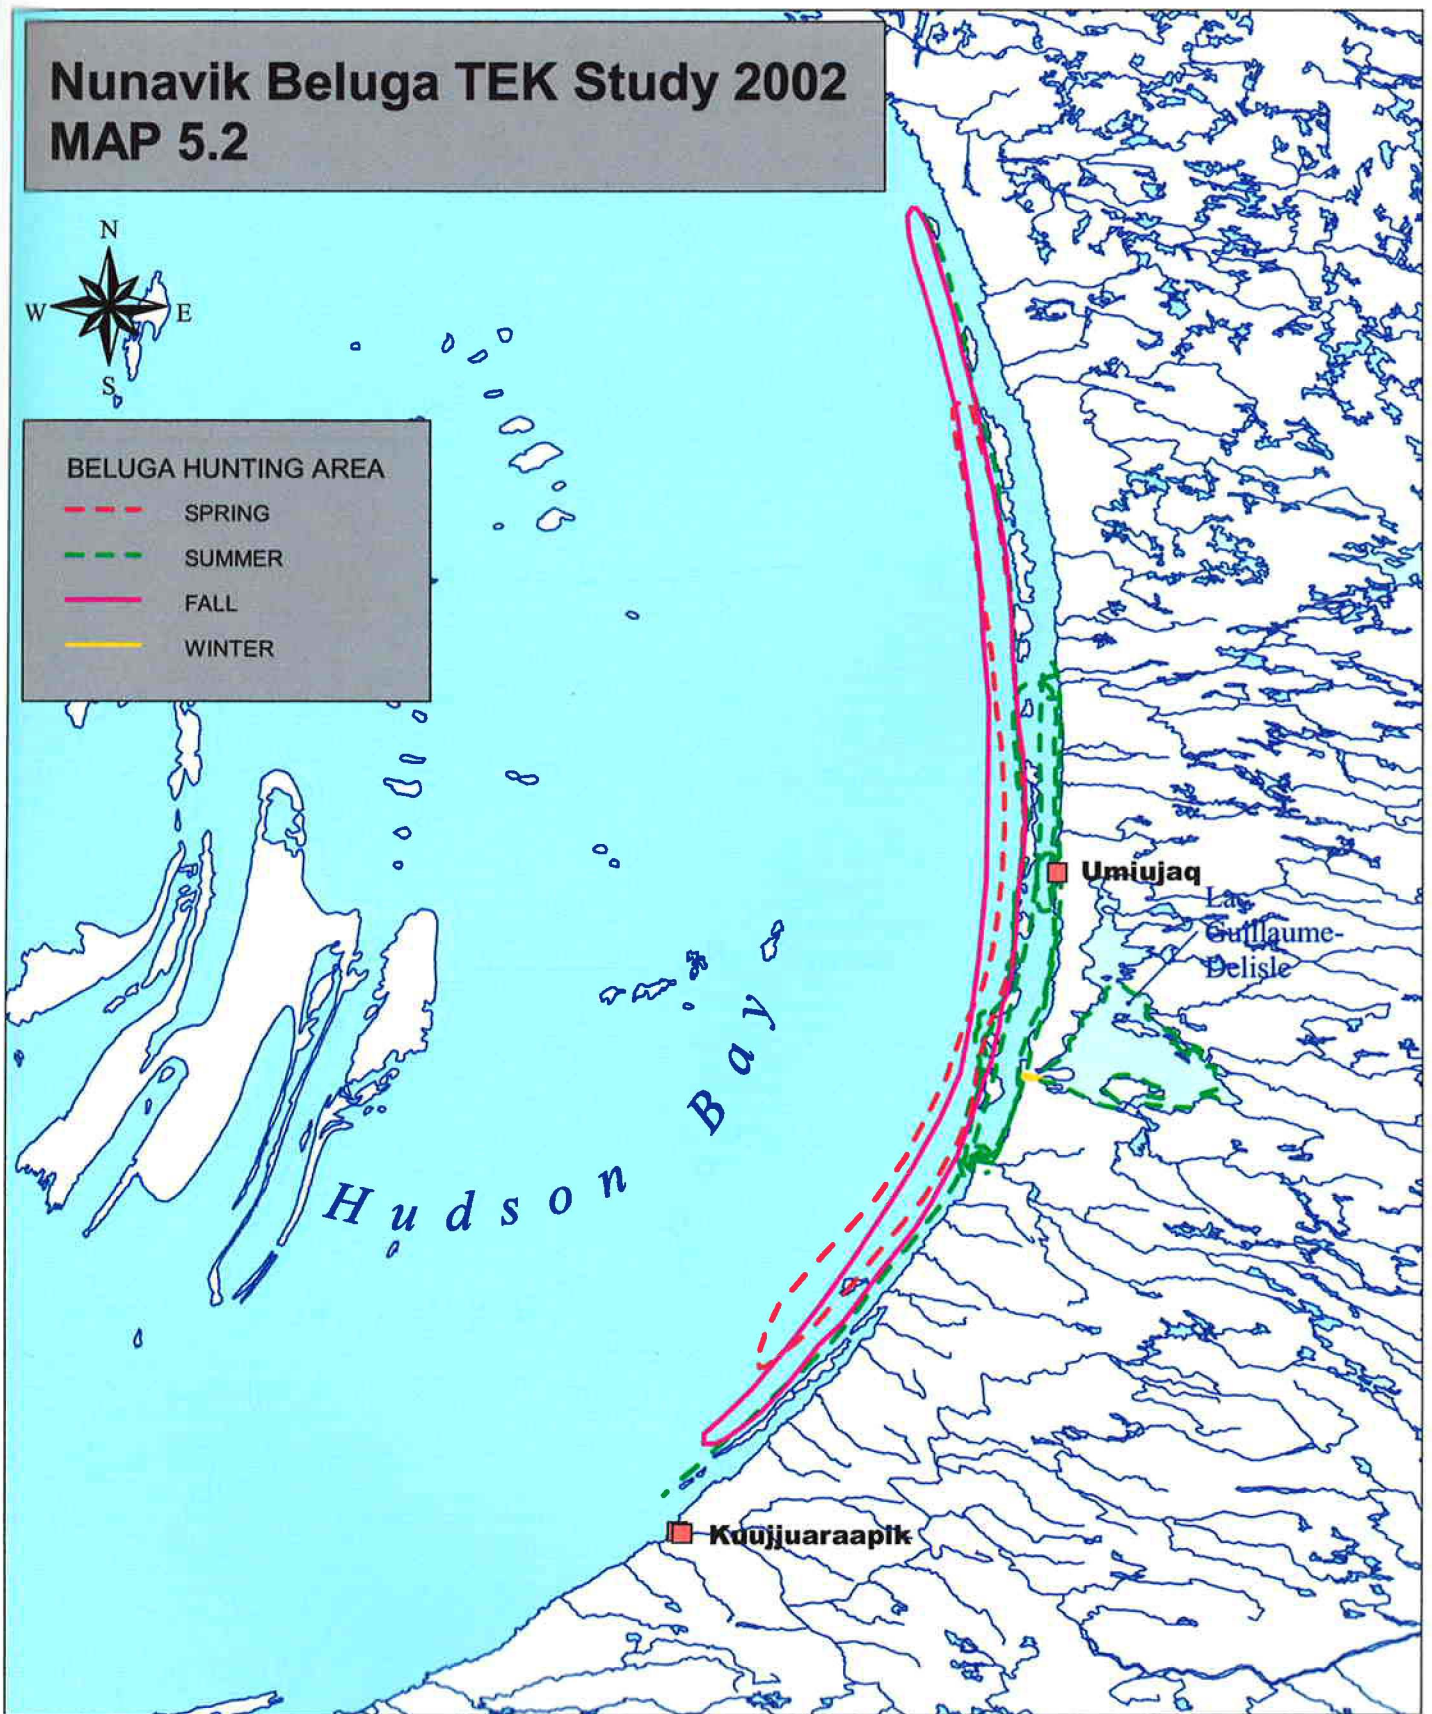 Nunavik Beluga TEK Study 2002
MAP 5.2
N
W
E
S
BELUGA HUNTING AREA
SPRING
SUMMER
FALL
WINTER
Umiujaq
Lac
Guillaume-
Delisle
Hudson Bay
Kuujjuaraapik